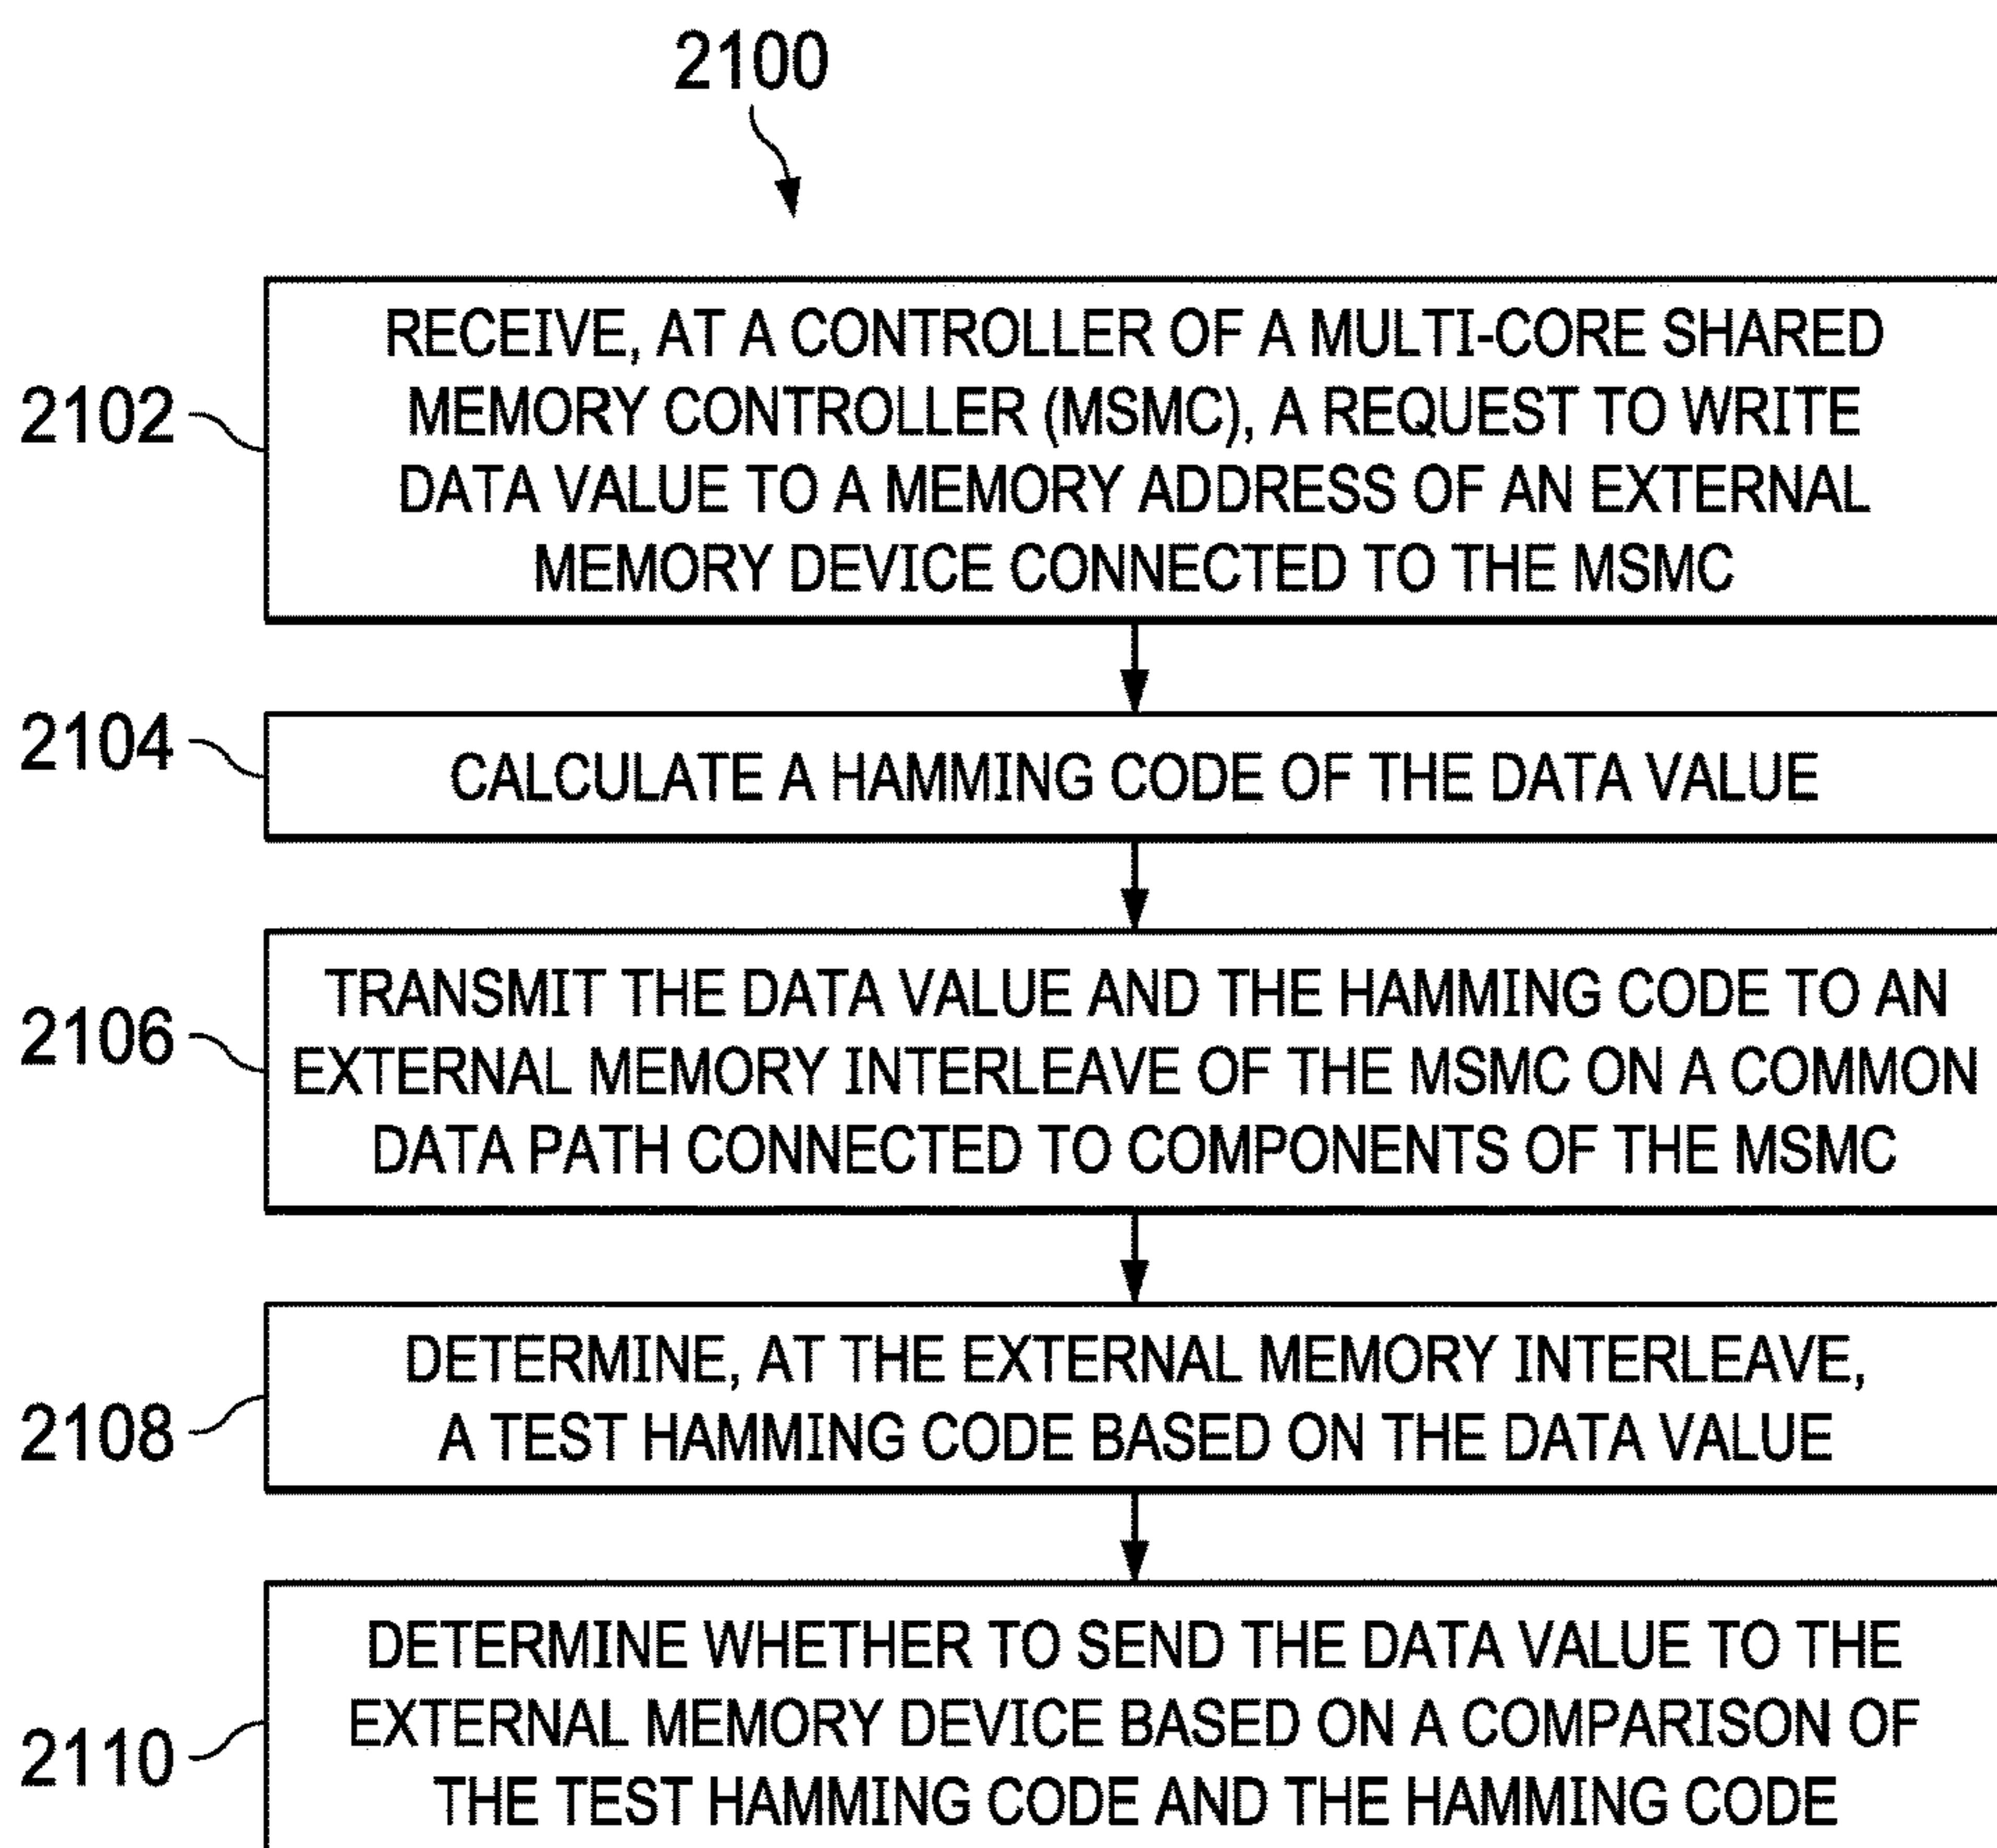 2100
2102
RECEIVE, AT A CONTROLLER OF A MULTI-CORE SHARED
MEMORY CONTROLLER (MSMC), A REQUEST TO WRITE
DATA VALUE TO A MEMORY ADDRESS OF AN EXTERNAL
MEMORY DEVICE CONNECTED TO THE MSMC
2104
CALCULATE A HAMMING CODE OF THE DATA VALUE
2106
TRANSMIT THE DATA VALUE AND THE HAMMING CODE TO AN
EXTERNAL MEMORY INTERLEAVE OF THE MSMC ON A COMMON
DATA PATH CONNECTED TO COMPONENTS OF THE MSMC
2108
DETERMINE, AT THE EXTERNAL MEMORY INTERLEAVE,
A TEST HAMMING CODE BASED ON THE DATA VALUE
2110
DETERMINE WHETHER TO SEND THE DATA VALUE TO THE
EXTERNAL MEMORY DEVICE BASED ON A COMPARISON OF
THE TEST HAMMING CODE AND THE HAMMING CODE